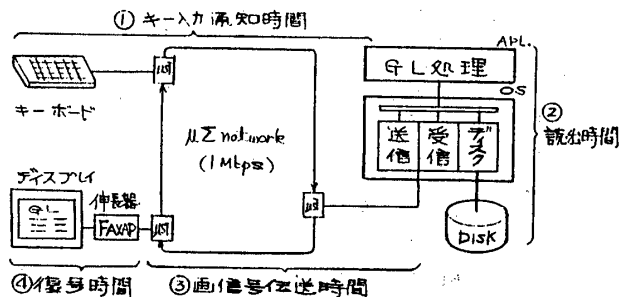 ①キー入力通知時間
APL.
GL処理
OS
キーボード
μΣ network
(1Mbps)
送信
受信
ディスク
②
読出時間
ディスプレイ
GL
伸長器
FAXAP
DISK
④復号時間
③画信号伝送時間